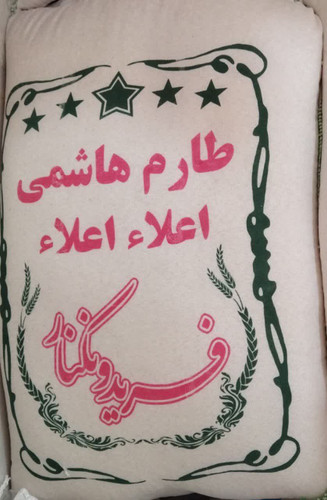 طارم هاشمی
اعلاء اعلاء
فریدونکنار